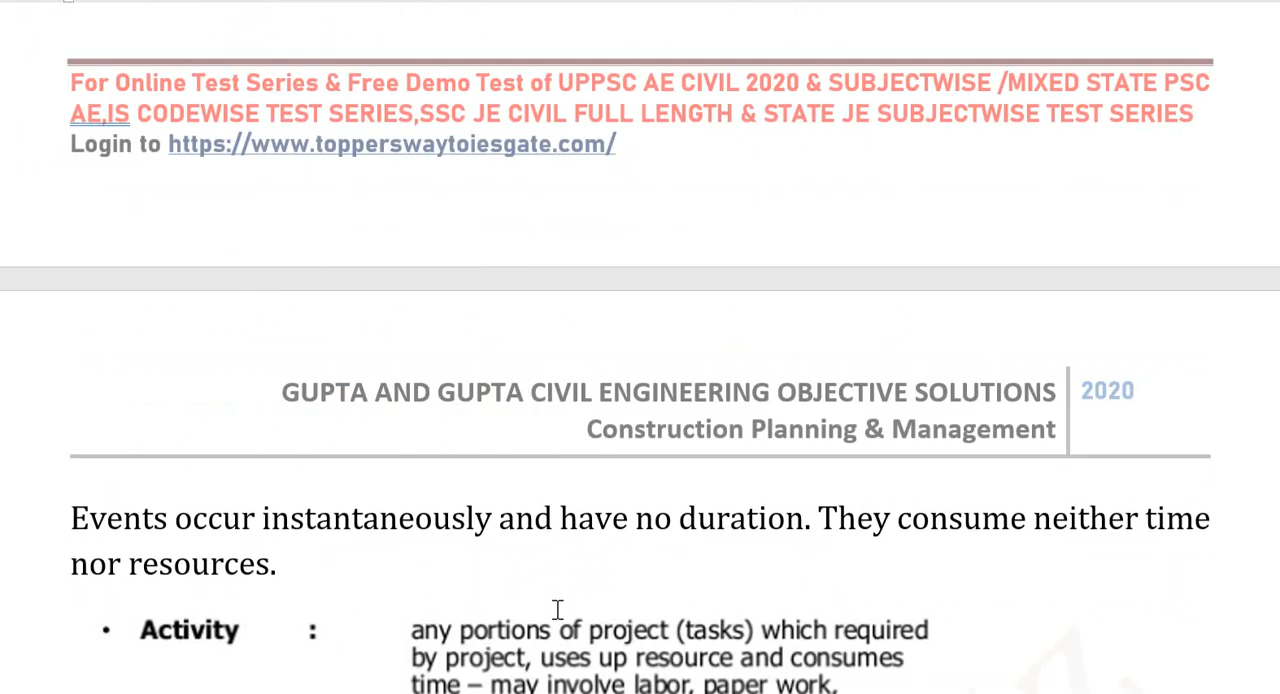 For Online Test Series & Free Demo Test of UPPSC AE CIVIL 2020 & SUBJECTWISE /MIXED STATE PSC
AE,IS CODEWISE TEST SERIES,SSC JE CIVIL FULL LENGTH & STATE JE SUBJECTWISE TEST SERIES
Login to https://www.topperswaytoiesgate.com/
GUPTA AND GUPTA CIVIL ENGINEERING OBJECTIVE SOLUTIONS 2020
Construction Planning & Management
Events occur instantaneously and have no duration. They consume neither time
nor resources.
• Activity : any portions of project (tasks) which required
by project, uses up resource and consumes
time – may involve labor, paper work,